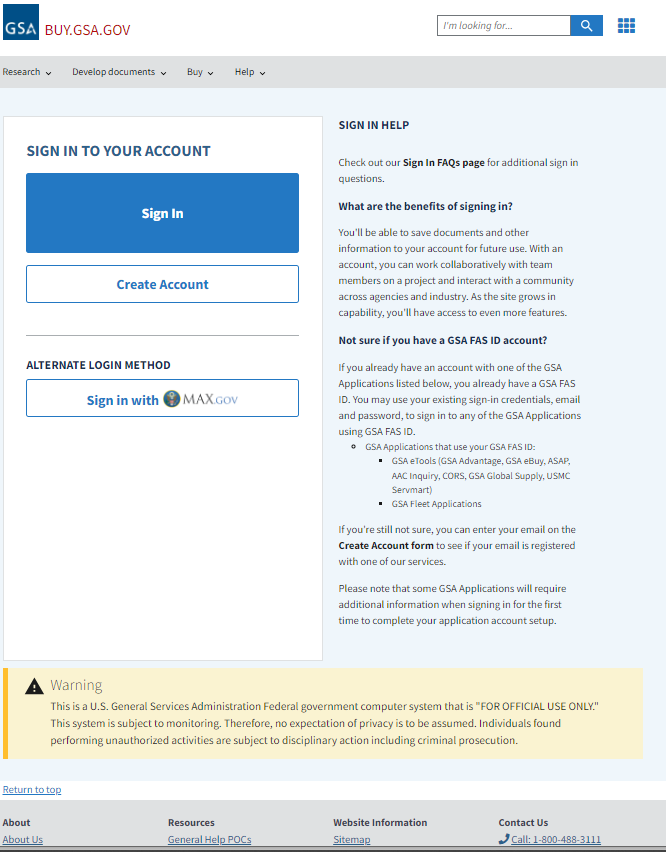 GSA BUY.GSA.GOV
I'm looking for...
Research Develop documents Buy Help
SIGN IN TO YOUR ACCOUNT
Sign In
Create Account
ALTERNATE LOGIN METHOD
Sign in with MAX.GOV
SIGN IN HELP
Check out our Sign In FAQs page for additional sign in
questions.
What are the benefits of signing in?
You'll be able to save documents and other
information to your account for future use. With an
account, you can work collaboratively with team
members on a project and interact with a community
across agencies and industry. As the site grows in
capability, you'll have access to even more features.
Not sure if you have a GSA FAS ID account?
If you already have an account with one of the GSA
Applications listed below, you already have a GSA FAS
ID. You may use your existing sign-in credentials, email
and password, to sign in to any of the GSA Applications
using GSA FAS ID.
GSA Applications that use your GSA FAS ID:
GSA eTools (GSA Advantage, GSA eBuy, ASAP,
AAC Inquiry, CORS, GSA Global Supply, USMC
Servmart)
GSA Fleet Applications
If you're still not sure, you can enter your email on the
Create Account form to see if your email is registered
with one of our services.
Please note that some GSA Applications will require
additional information when signing in for the first
time to complete your application account setup.
Warning
This is a U.S. General Services Administration Federal government computer system that is "FOR OFFICIAL USE ONLY."
This system is subject to monitoring. Therefore, no expectation of privacy is to be assumed. Individuals found
performing unauthorized activities are subject to disciplinary action including criminal prosecution.
Return to top
About Resources Website Information Contact Us
About Us General Help POCs Sitemap Call: 1-800-488-3111